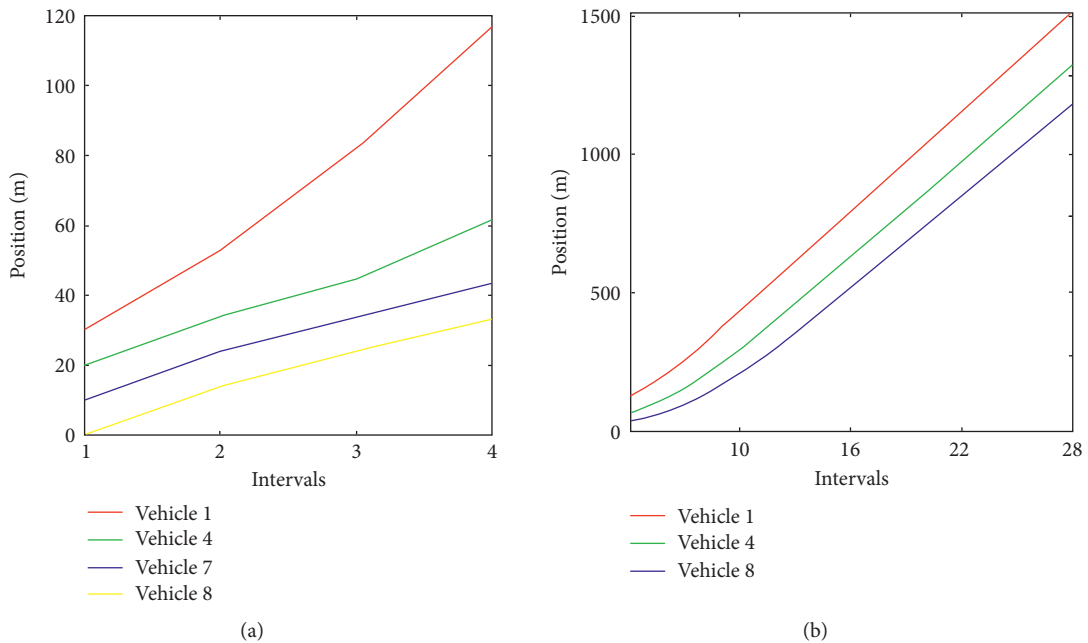 120
100
80
60
40
20
0
Position (m)
1
2
3
4
Intervals
Vehicle 1
Vehicle 4
Vehicle 7
Vehicle 8
(a)
1500
1000
500
0
Position (m)
10
16
22
28
Intervals
Vehicle 1
Vehicle 4
Vehicle 8
(b)